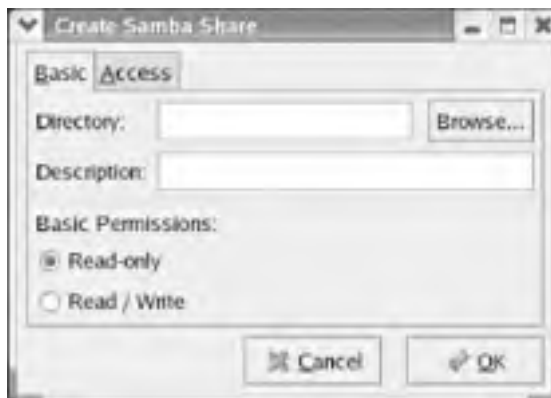 Create Samba Share
Basic Access
Directory: Browse...
Description:
Basic Permissions:
Read-only
Read / Write
Cancel OK